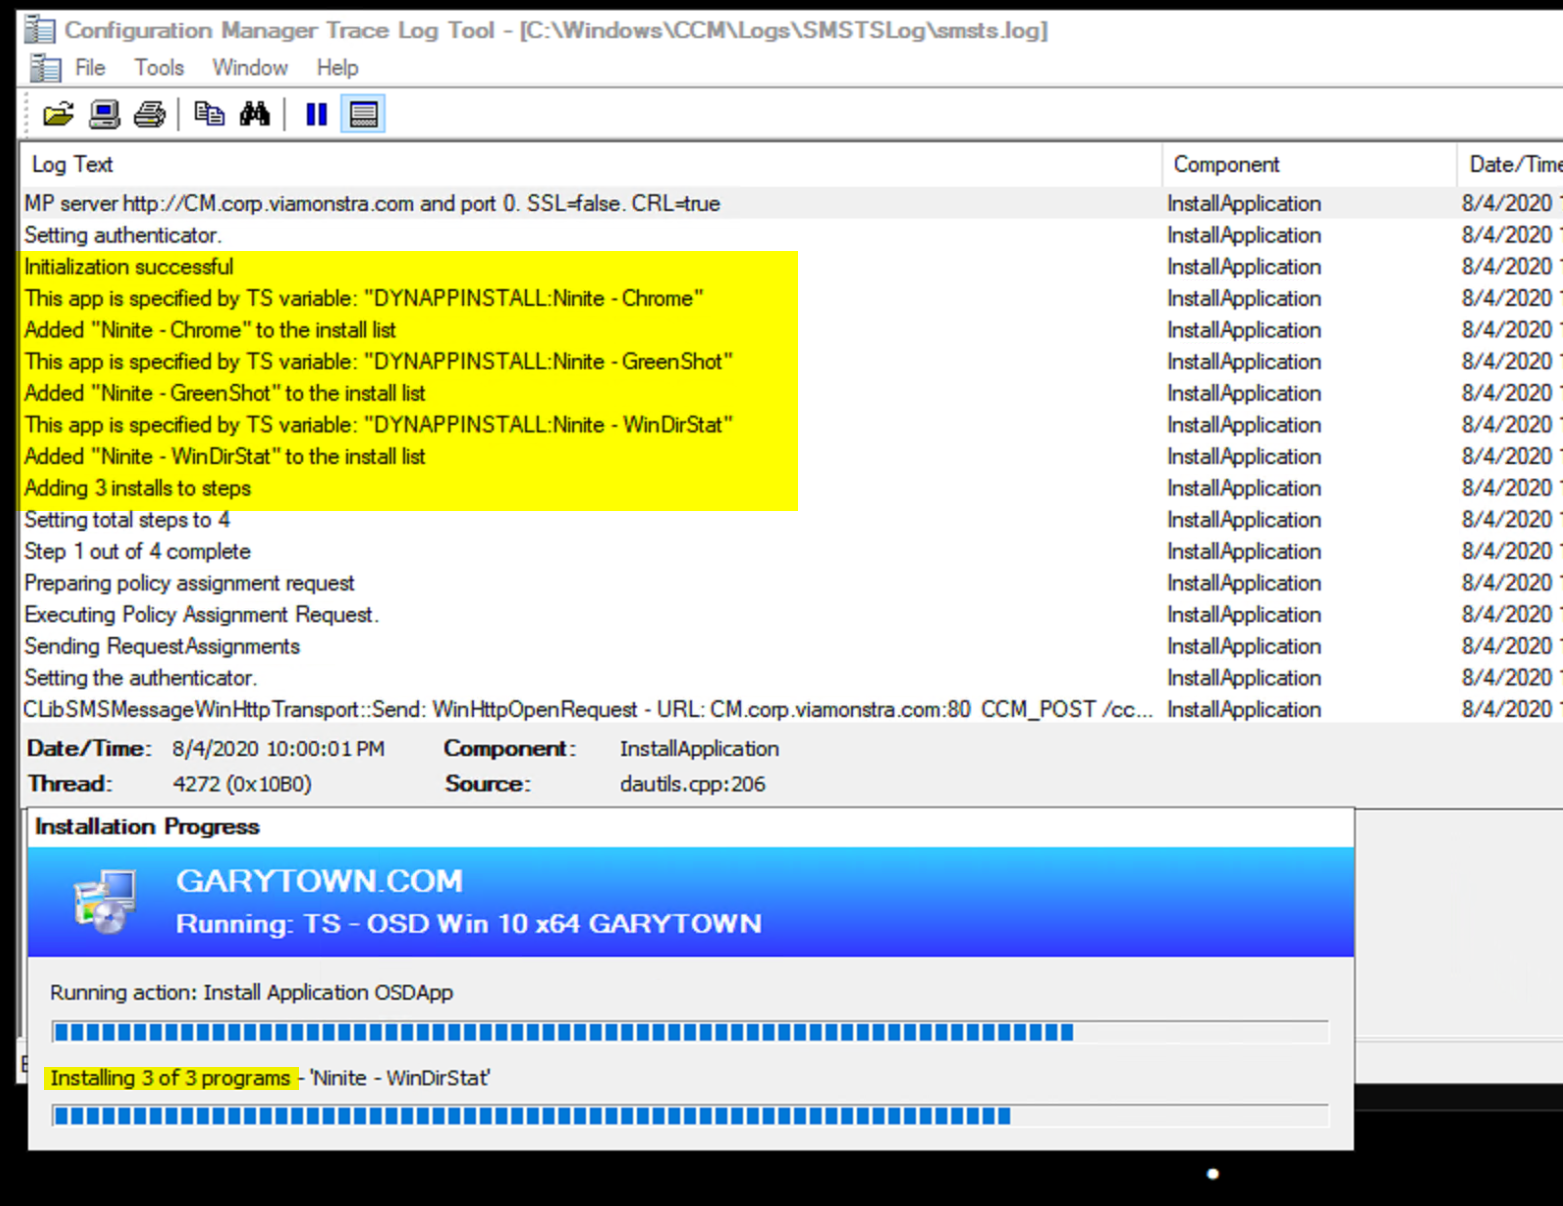 Configuration Manager Trace Log Tool - [C:\Windows\CCM\Logs\SMSTSLog\smsts.log]
File Tools Window Help
Log Text Component Date/Time
MP server http://CM.corp.viamonstra.com and port 0. SSL=false. CRL=true InstallApplication 8/4/2020
Setting authenticator. InstallApplication 8/4/2020
Initialization successful InstallApplication 8/4/2020
This app is specified by TS variable: "DYNAPPINSTALL:Ninite - Chrome" InstallApplication 8/4/2020
Added "Ninite - Chrome" to the install list InstallApplication 8/4/2020
This app is specified by TS variable: "DYNAPPINSTALL:Ninite - GreenShot" InstallApplication 8/4/2020
Added "Ninite - GreenShot" to the install list InstallApplication 8/4/2020
This app is specified by TS variable: "DYNAPPINSTALL:Ninite - WinDirStat" InstallApplication 8/4/2020
Added "Ninite - WinDirStat" to the install list InstallApplication 8/4/2020
Adding 3 installs to steps InstallApplication 8/4/2020
Setting total steps to 4 InstallApplication 8/4/2020
Step 1 out of 4 complete InstallApplication 8/4/2020
Preparing policy assignment request InstallApplication 8/4/2020
Executing Policy Assignment Request. InstallApplication 8/4/2020
Sending RequestAssignments InstallApplication 8/4/2020
Setting the authenticator. InstallApplication 8/4/2020
CLibSMSMessageWinHttpTransport::Send: WinHttpOpenRequest - URL: CM.corp.viamonstra.com:80 CCM_POST /cc... InstallApplication 8/4/2020
Date/Time: 8/4/2020 10:00:01 PM Component: InstallApplication
Thread: 4272 (0x10B0) Source: dautils.cpp:206
Installation Progress
GARYTOWN.COM
Running: TS - OSD Win 10 x64 GARYTOWN
Running action: Install Application OSDApp
Installing 3 of 3 programs - 'Ninite - WinDirStat'